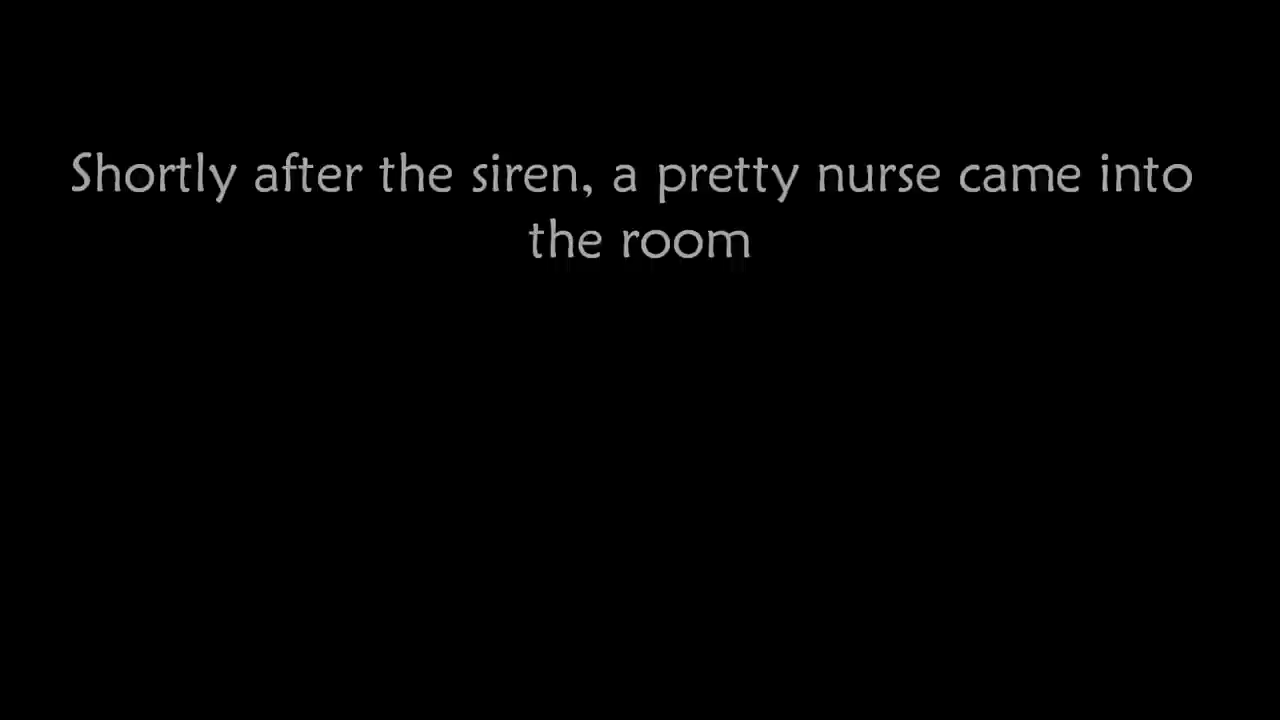 Shortly after the siren, a pretty nurse came into
the room